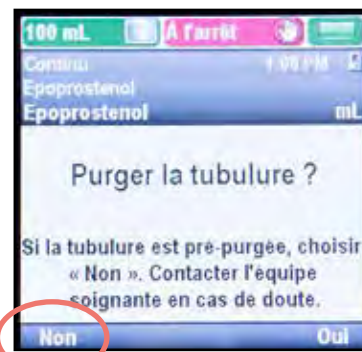 100 mL À l'arrêt
Continu 1:00 PM
Epoprostenol
Epoprostenol mL
Purger la tubulure ?
Si la tubulure est pré-purgée, choisir
« Non ». Contacter l'équipe
soignante en cas de doute.
Non Oui